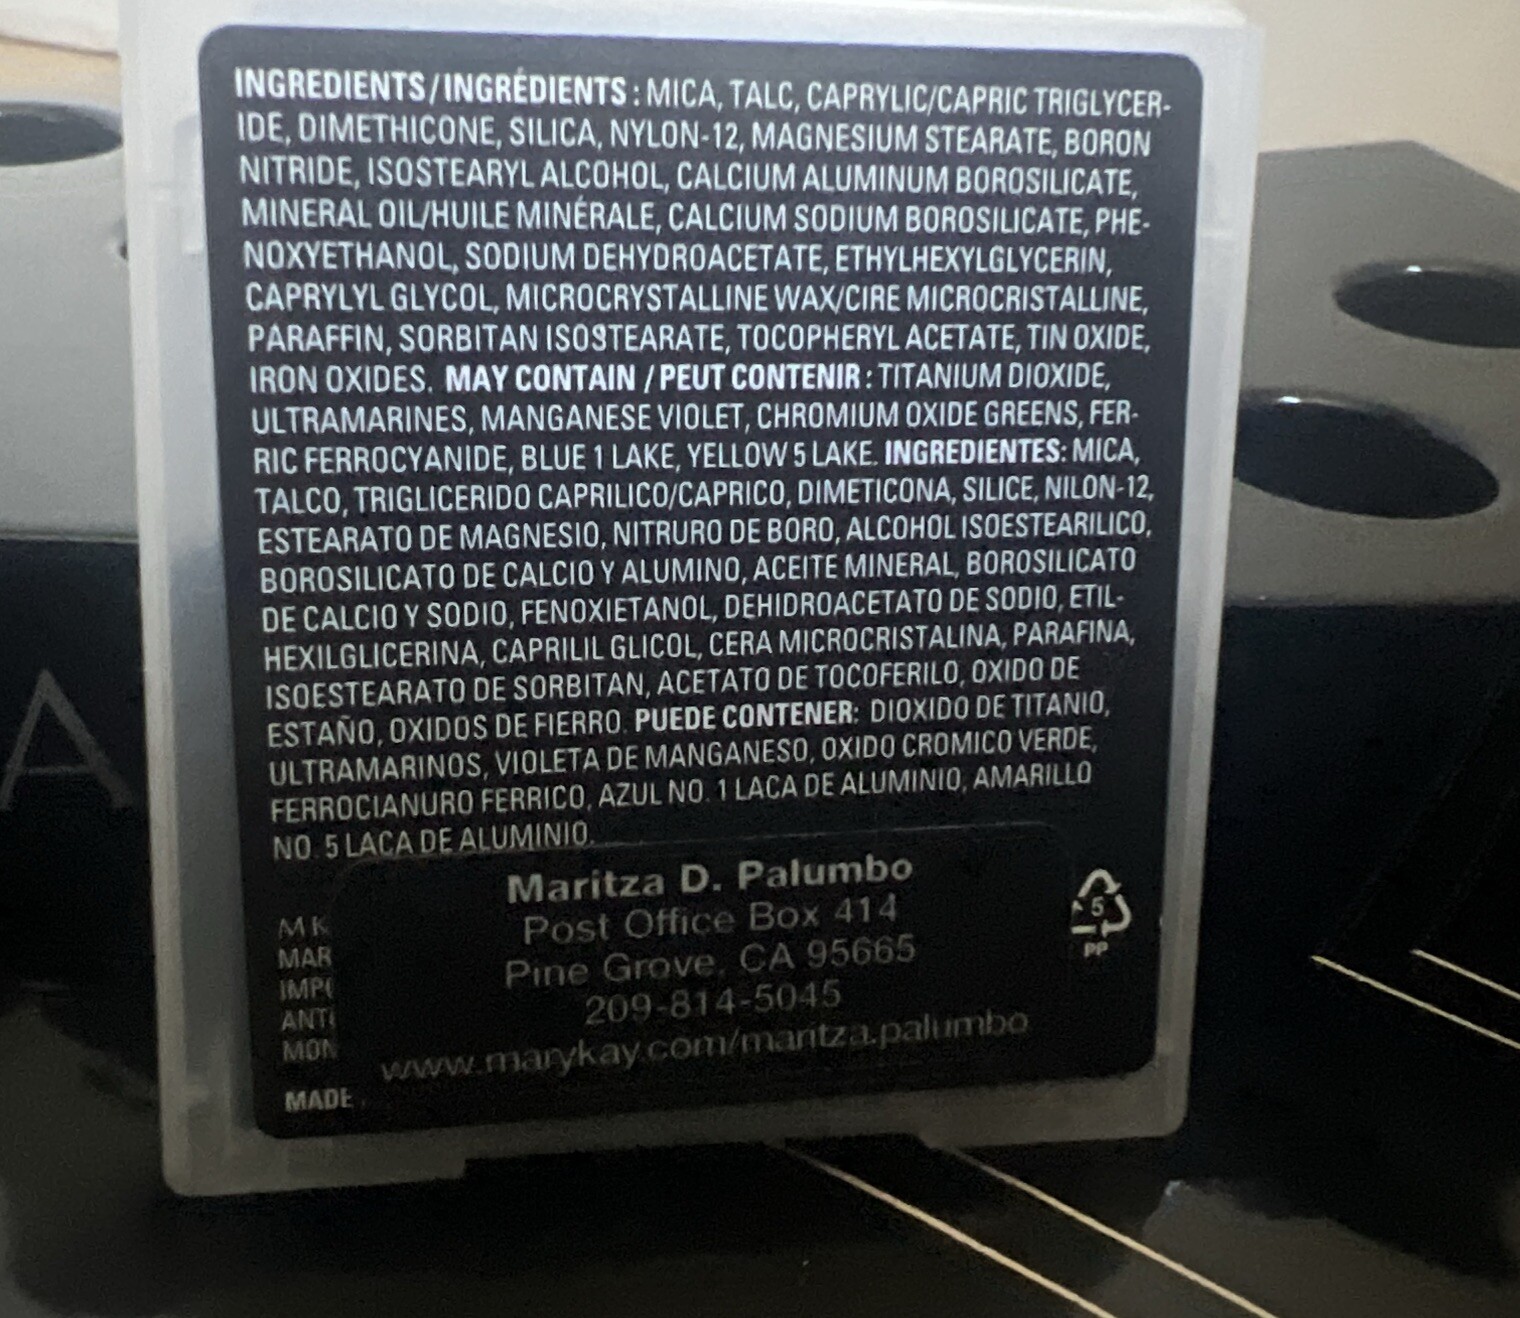 INGREDIENTS/INGRÉDIENTS : MICA, TALC, CAPRYLIC/CAPRIC TRIGLYCER-
IDE, DIMETHICONE, SILICA, NYLON-12, MAGNESIUM STEARATE, BORON
NITRIDE, ISOSTEARYL ALCOHOL, CALCIUM ALUMINUM BOROSILICATE,
MINERAL OIL/HUILE MINÉRALE, CALCIUM SODIUM BOROSILICATE, PHE-
NOXYETHANOL, SODIUM DEHYDROACETATE, ETHYLHEXYLGLYCERIN,
CAPRYLYL GLYCOL, MICROCRYSTALLINE WAX/CIRE MICROCRISTALLINE,
PARAFFIN, SORBITAN ISOSTEARATE, TOCOPHERYL ACETATE, TIN OXIDE,
IRON OXIDES. MAY CONTAIN / PEUT CONTENIR : TITANIUM DIOXIDE,
ULTRAMARINES, MANGANESE VIOLET, CHROMIUM OXIDE GREENS, FER-
RIC FERROCYANIDE, BLUE 1 LAKE, YELLOW 5 LAKE. INGREDIENTES: MICA,
TALCO, TRIGLICERIDO CAPRILICO/CAPRICO, DIMETICONA, SILICE, NILON-12,
ESTEARATO DE MAGNESIO, NITRURO DE BORO, ALCOHOL ISOESTEARILICO,
BOROSILICATO DE CALCIO Y ALUMINO, ACEITE MINERAL, BOROSILICATO
DE CALCIO Y SODIO, FENOXIETANOL, DEHIDROACETATO DE SODIO, ETIL-
HEXILGLICERINA, CAPRILIL GLICOL, CERA MICROCRISTALINA, PARAFINA,
ISOESTEARATO DE SORBITAN, ACETATO DE TOCOFERILO, OXIDO DE
ESTAÑO, OXIDOS DE FIERRO. PUEDE CONTENER: DIOXIDO DE TITANIO,
ULTRAMARINOS, VIOLETA DE MANGANESO, OXIDO CROMICO VERDE,
FERROCIANURO FERRICO, AZUL NO. 1 LACA DE ALUMINIO, AMARILLO
NO. 5 LACA DE ALUMINIO.
Maritza D. Palumbo
Post Office Box 414
Pine Grove, CA 95665
209-814-5045
www.marykay.com/maritza.palumbo
MK
MAR
IMP
ANT
MON
MADE
5
PP
A